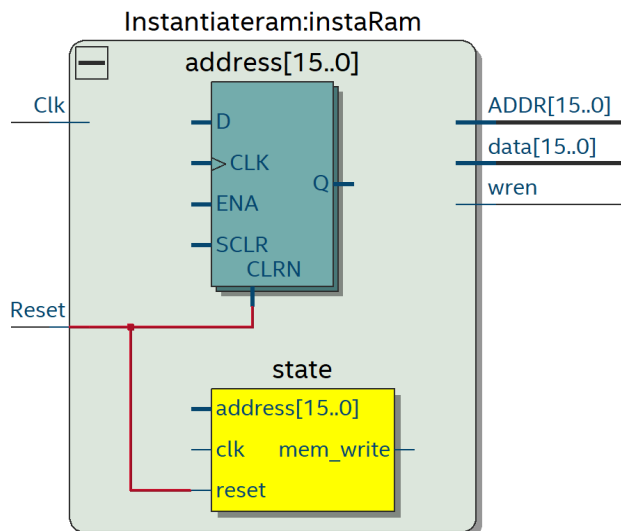 Instantiateram:instaRam
address[15..0]
Clk
D
CLK
Q
ENA
SCLR
CLRN
ADDR[15..0]
data[15..0]
wren
Reset
state
address[15..0]
clk
mem_write
reset